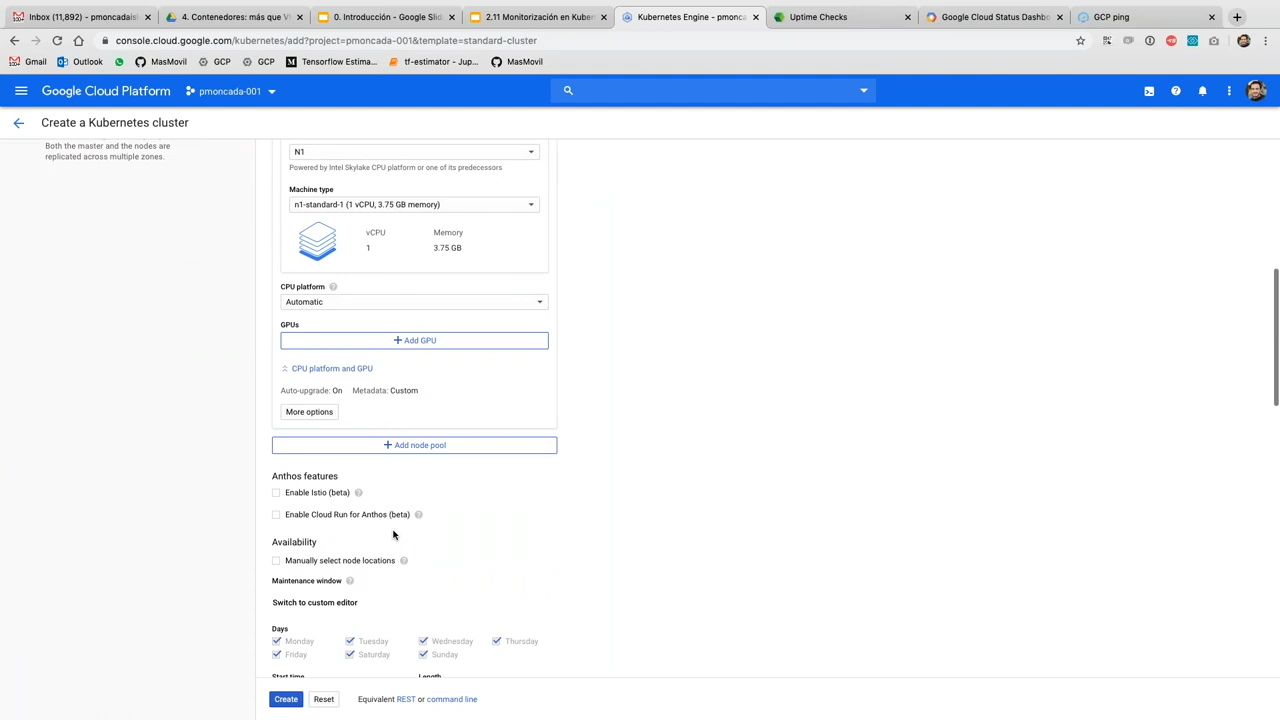 Inbox (11,892) - pmoncadaisla
4. Contenedores: más que VM
0. Introducción - Google Slid
2.11 Monitorización en Kuber
Kubernetes Engine - pmonca
Uptime Checks
Google Cloud Status Dashbo
GCP ping
console.cloud.google.com/kubernetes/add?project=pmoncada-001&template=standard-cluster
Gmail
Outlook
MasMovil
GCP
GCP
Tensorflow Estima...
tf-estimator - Jup...
MasMovil
Google Cloud Platform
pmoncada-001
Create a Kubernetes cluster
Both the master and the nodes are
replicated across multiple zones.
N1
Powered by Intel Skylake CPU platform or one of its predecessors
Machine type
n1-standard-1 (1 vCPU, 3.75 GB memory)
vCPU Memory
1 3.75 GB
CPU platform
Automatic
GPUs
+ Add GPU
CPU platform and GPU
Auto-upgrade: On Metadata: Custom
More options
+ Add node pool
Anthos features
Enable Istio (beta)
Enable Cloud Run for Anthos (beta)
Availability
Manually select node locations
Maintenance window
Switch to custom editor
Days
Monday Tuesday Wednesday Thursday
Friday Saturday Sunday
Start time Length
Create Reset Equivalent REST or command line